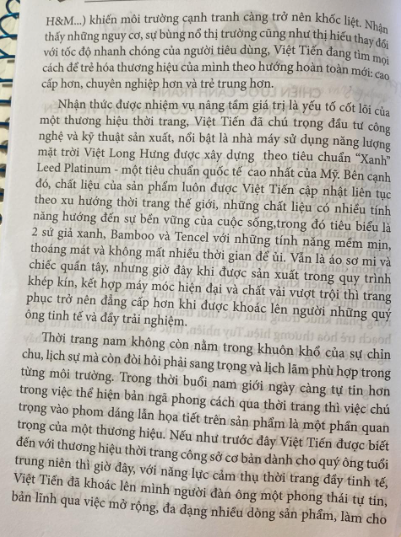 H&M...) khiến môi trường cạnh tranh càng trở nên khốc liệt. Nhận
thấy những nguy cơ, sự bùng nổ thị trường cũng như thị hiếu thay đổi
với tốc độ nhanh chóng của người tiêu dùng, Việt Tiến đang tìm mọi
cách để trẻ hóa thương hiệu của mình theo hướng hoàn toàn mới: cao
cấp hơn, chuyên nghiệp hơn và trẻ trung hơn.
Nhận thức được nhiệm vụ nâng tầm giá trị là yếu tố cốt lõi của
một thương hiệu thời trang, Việt Tiến đã chú trọng đầu tư công
nghệ và kỹ thuật sản xuất, nổi bật là nhà máy sử dụng năng lượng
mặt trời Việt Long Hưng được xây dựng theo tiêu chuẩn "Xanh"
Leed Platinum - một tiêu chuẩn quốc tế cao nhất của Mỹ. Bên cạnh
đó, chất liệu của sản phẩm luôn được Việt Tiến cập nhật liên tục
theo xu hướng thời trang thế giới, những chất liệu có nhiều tính
năng hướng đến sự bền vững của cuộc sống,trong đó tiêu biểu là
2 sứ giả xanh, Bamboo và Tencel với những tính năng mềm mịn,
thoáng mát và không mất nhiều thời gian để ủi. Vẫn là áo sơ mi và
chiếc quần tây, nhưng giờ đây khi được sản xuất trong quy trình
khép kín, kết hợp máy móc hiện đại và chất vải vượt trội thì trang
phục trở nên đẳng cấp hơn khi được khoác lên người những quý
ông tinh tế và đầy trải nghiệm.
Thời trang nam không còn nằm trong khuôn khổ của sự chỉn
chu, lịch sự mà còn đòi hỏi phải sang trọng và lịch lãm phù hợp trong
từng môi trường. Trong thời buổi nam giới ngày càng tự tin hơn
trong việc thể hiện bản ngã phong cách qua thời trang thì việc chú
trọng vào phom dáng lẫn họa tiết trên sản phẩm là một phần quan
trọng của một thương hiệu. Nếu như trước đây Việt Tiến được biết
đến với thương hiệu thời trang công sở cơ bản dành cho quý ông tuổi
trung niên thì giờ đây, với năng lực cảm thụ thời trang đầy tinh tế,
Việt Tiến đã khoác lên mình người đàn ông một phong thái tự tin,
bản lĩnh qua việc mở rộng, đa dạng nhiều dòng sản phẩm, làm cho